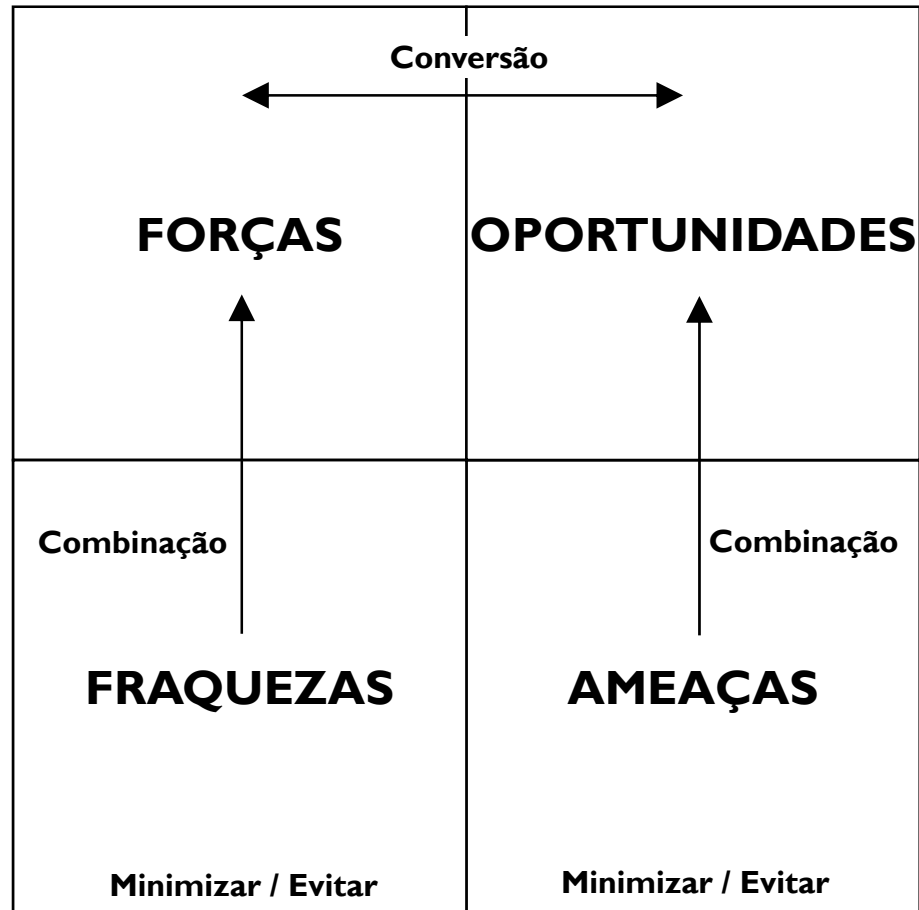 Conversão
FORÇAS
OPORTUNIDADES
Combinação
Combinação
FRAQUEZAS
AMEAÇAS
Minimizar / Evitar
Minimizar / Evitar